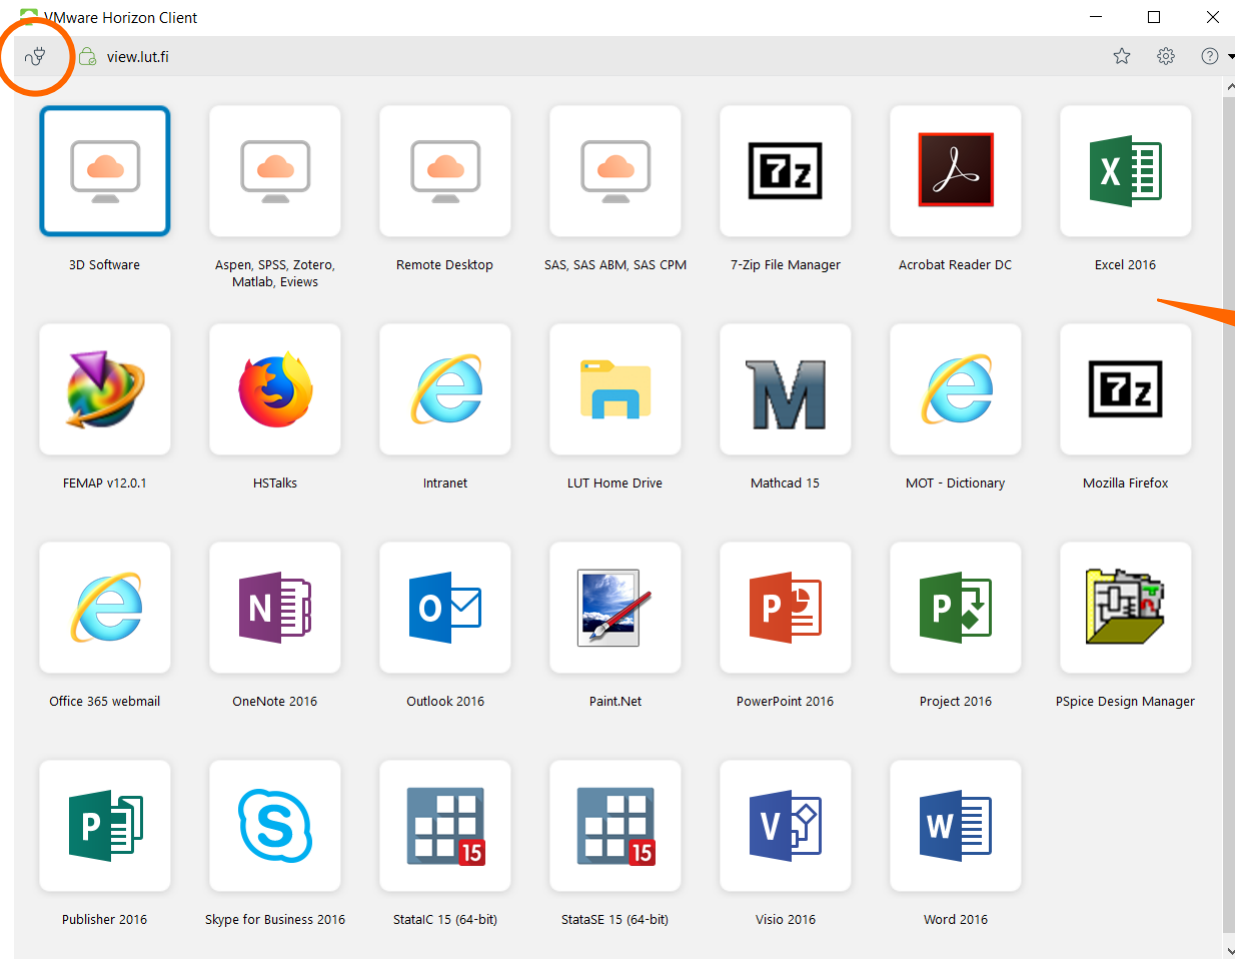 VMware Horizon Client
view.lut.fi
3D Software
Aspen, SPSS, Zotero,
Matlab, Eviews
Remote Desktop
SAS, SAS ABM, SAS CPM
7-Zip File Manager
Acrobat Reader DC
Excel 2016
FEMAP v12.0.1
HSTalks
Intranet
LUT Home Drive
Mathcad 15
MOT - Dictionary
Mozilla Firefox
Office 365 webmail
OneNote 2016
Outlook 2016
Paint.Net
PowerPoint 2016
Project 2016
PSpice Design Manager
15
15
Publisher 2016
Skype for Business 2016
StataIC 15 (64-bit)
StataSE 15 (64-bit)
Visio 2016
Word 2016